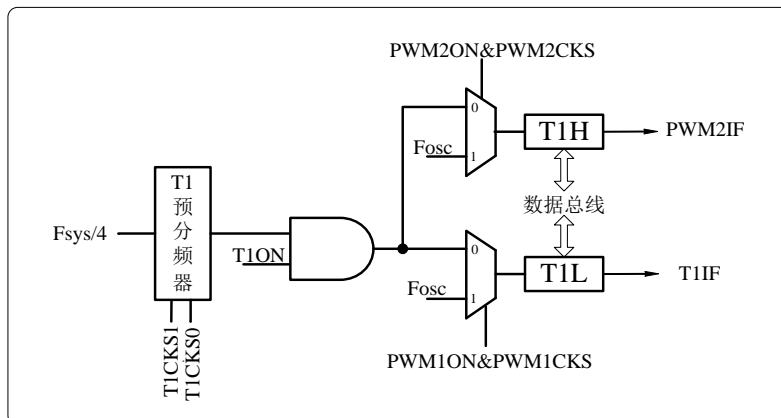 PWM2ON&PWM2CKS
0
T1H
PWM2IF
Fosc
1
T1
预
分
频
器
数据总线
Fsys/4
T1ON
0
T1L
T1IF
Fosc
1
T1CKS1
T1CKS0
PWM1ON&PWM1CKS